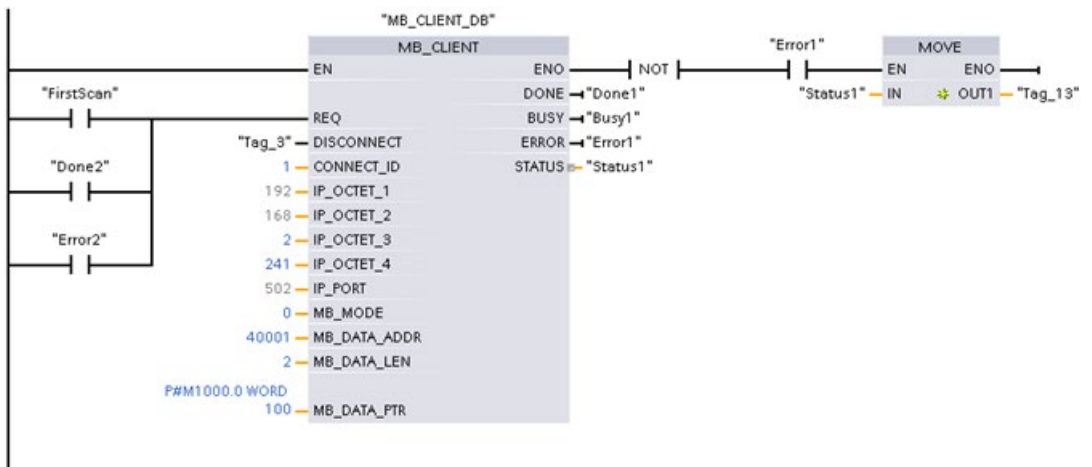 "MB_CLIENT_DB"
MB_CLIENT
"Error1"
MOVE
EN
ENO
NOT
EN
ENO
"FirstScan"
DONE
"Done1"
"Status1"
IN
OUT1
"Tag_13"
REQ
BUSY
"Busy1"
"Tag_3"
DISCONNECT
ERROR
"Error1"
"Done2"
1
CONNECT_ID
STATUS
"Status1"
192
IP_OCTET_1
168
IP_OCTET_2
"Error2"
2
IP_OCTET_3
241
IP_OCTET_4
502
IP_PORT
0
MB_MODE
40001
MB_DATA_ADDR
2
MB_DATA_LEN
P#M1000.0 WORD
100
MB_DATA_PTR